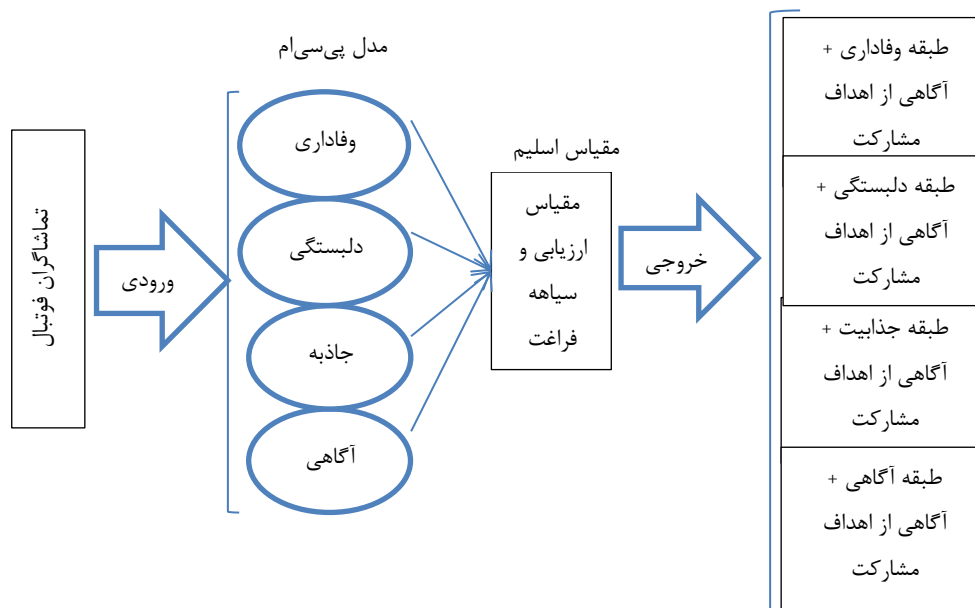 مدل پی‌سی‌ام
تماشاگران فوتبال
ورودی
وفاداری
دلبستگی
جاذبه
آگاهی
مقیاس اسلیم
مقیاس
ارزیابی و
سیاهه
فراغت
خروجی
طبقه وفاداری +
آگاهی از اهداف
مشارکت
طبقه دلبستگی +
آگاهی از اهداف
مشارکت
طبقه جذابیت +
آگاهی از اهداف
مشارکت
طبقه آگاهی +
آگاهی از اهداف
مشارکت